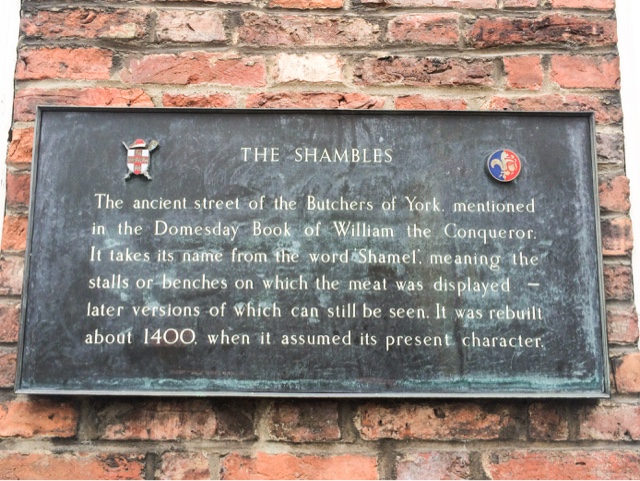 THE SHAMBLES
The ancient street of the Butchers of York, mentioned
in the Domesday Book of William the Conqueror.
It takes its name from the word 'Shamel', meaning the
stalls or benches on which the meat was displayed —
later versions of which can still be seen. It was rebuilt
about 1400, when it assumed its present character.